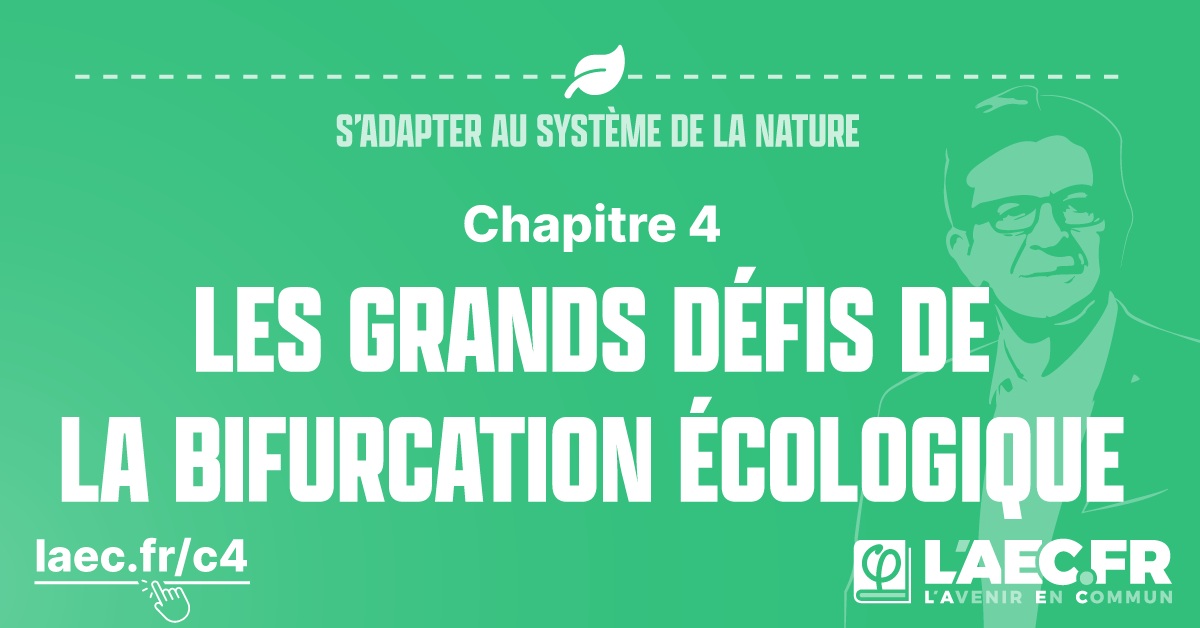 S'ADAPTER AU SYSTÈME DE LA NATURE
Chapitre 4
LES GRANDS DÉFIS DE
LA BIFURCATION ÉCOLOGIQUE
laec.fr/c4
φ L'AEC.FR
L'AVENIR EN COMMUN